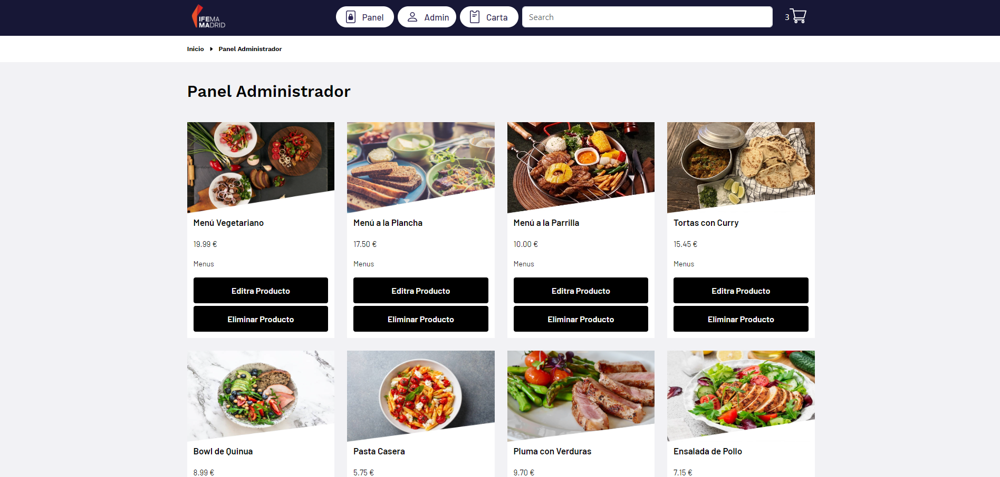 IFEMA
MADRID
Panel
Admin
Carta
Search
3
Inicio
Panel Administrador
Panel Administrador
Menú Vegetariano
19.99 €
Menus
Editra Producto
Eliminar Producto
Menú a la Plancha
17.50 €
Menus
Editra Producto
Eliminar Producto
Menú a la Parrilla
10.00 €
Menus
Editra Producto
Eliminar Producto
Tortas con Curry
15.45 €
Menus
Editra Producto
Eliminar Producto
Bowl de Quinua
8.99 €
Pasta Casera
5.75 €
Pluma con Verduras
9.70 €
Ensalada de Pollo
7.15 €